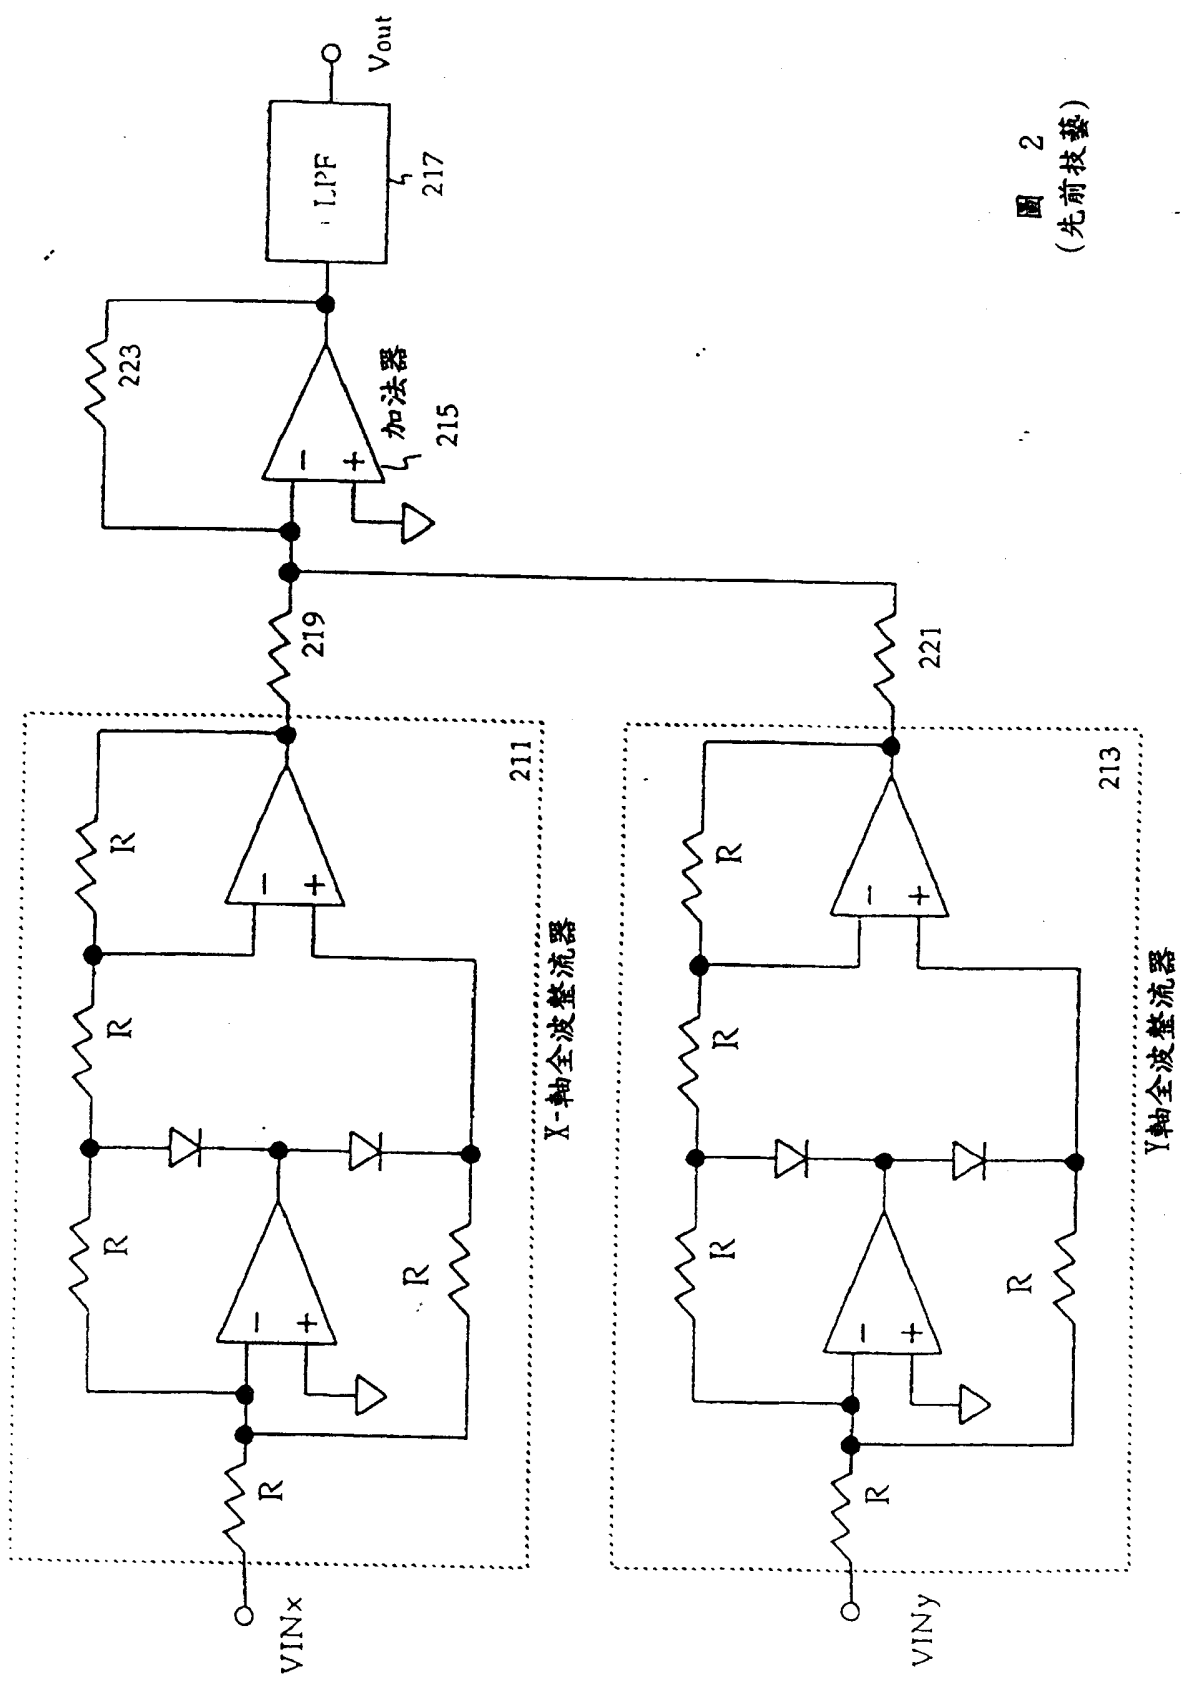 VINx
R
R
R
R
R
-
+
-
+
211
X-軸全波整流器
219
223
-
+
加法器
215
LPF
217
Vout
VINy
R
R
R
R
R
-
+
-
+
213
Y軸全波整流器
221
圖 2
(先前技藝)